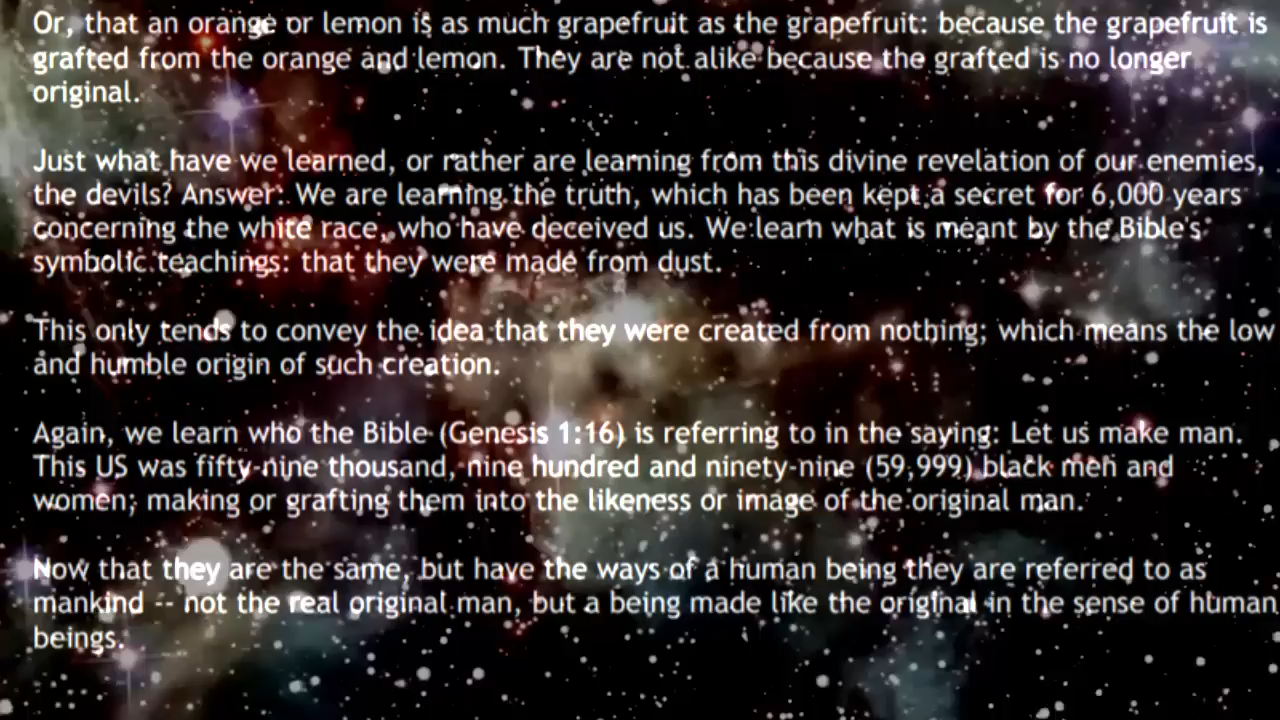 Or, that an orange or lemon is as much grapefruit as the grapefruit: because the grapefruit is
grafted from the orange and lemon. They are not alike because the grafted is no longer
original.
Just what have we learned, or rather are learning from this divine revelation of our enemies,
the devils? Answer: We are learning the truth, which has been kept a secret for 6,000 years
concerning the white race, who have deceived us. We learn what is meant by the Bible's
symbolic teachings: that they were made from dust.
This only tends to convey the idea that they were created from nothing; which means the low
and humble origin of such creation.
Again, we learn who the Bible (Genesis 1:16) is referring to in the saying: Let us make man.
This US was fifty-nine thousand, nine hundred and ninety-nine (59,999) black men and
women; making or grafting them into the likeness or image of the original man.
Now that they are the same, but have the ways of a human being they are referred to as
mankind -- not the real original man, but a being made like the original in the sense of human
beings.